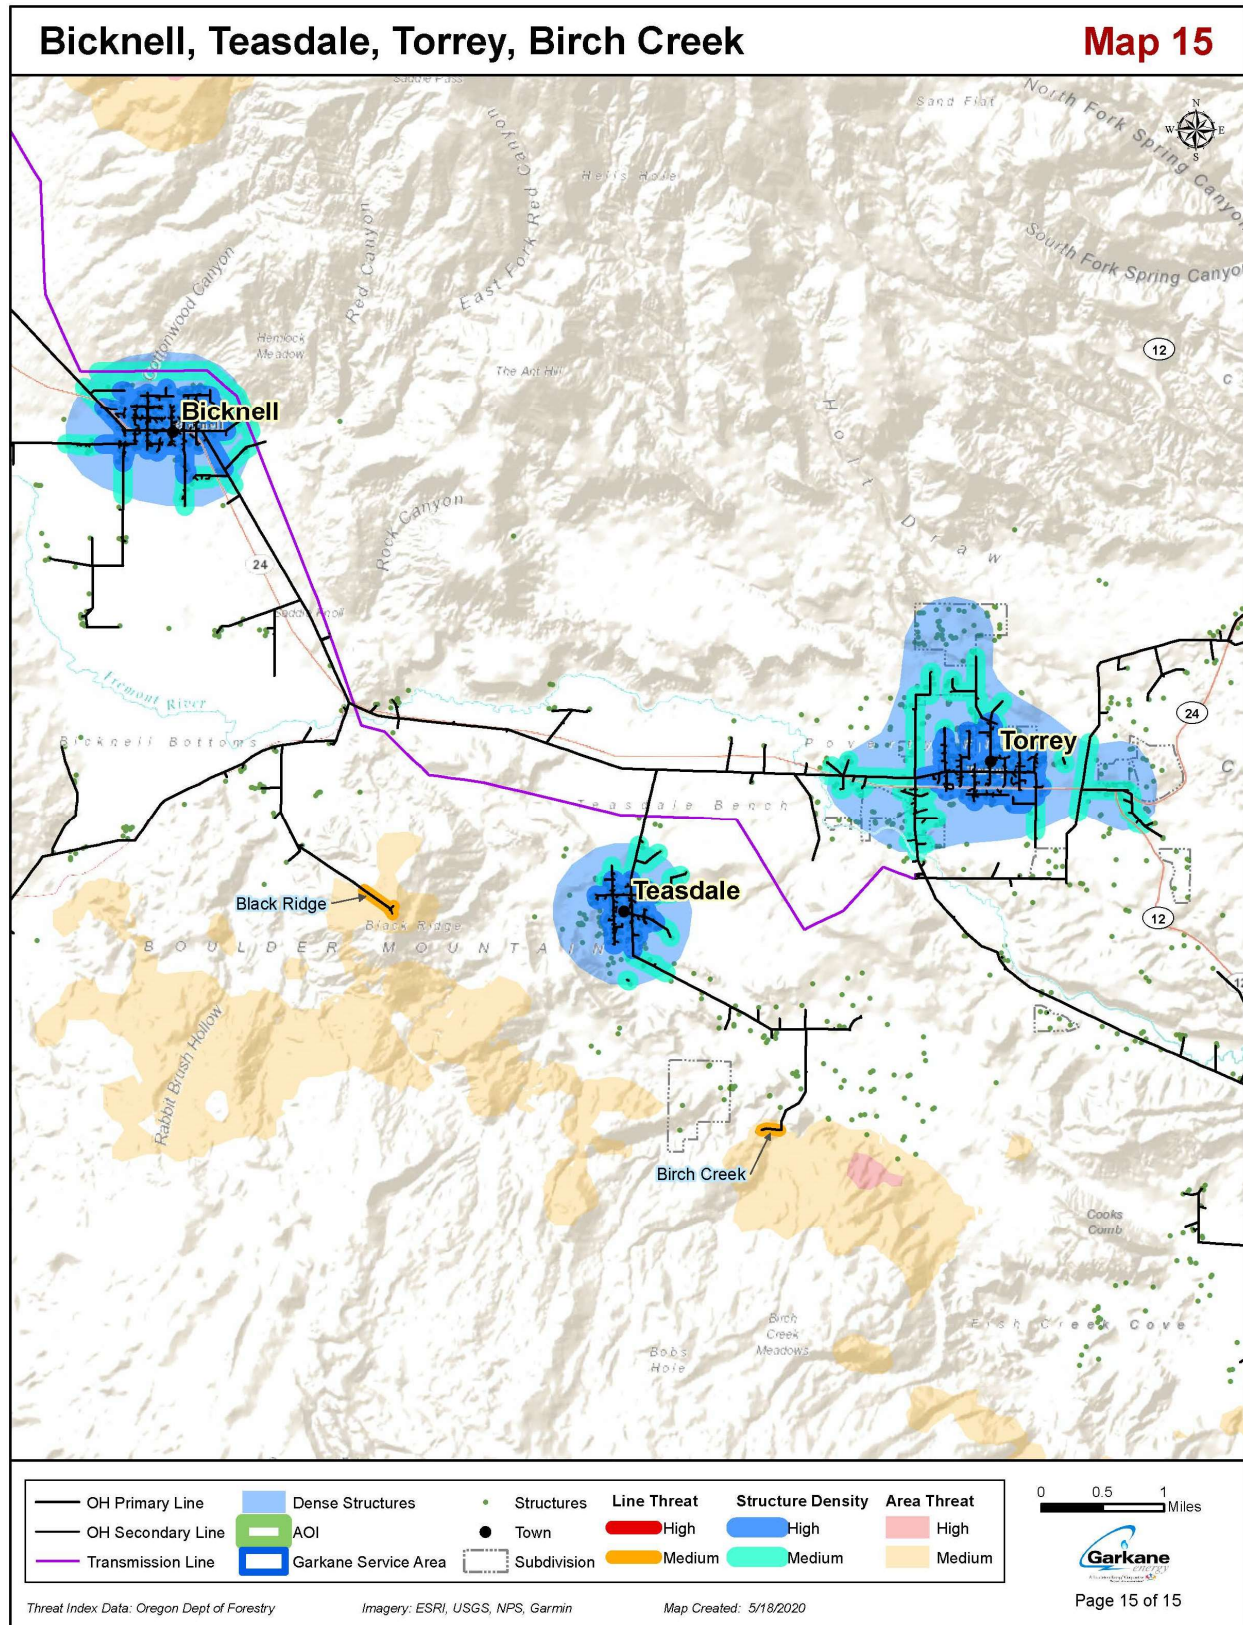 Bicknell, Teasdale, Torrey, Birch Creek
Map 15
Saddle Pass
Sand Flat
North Fork Spring Canyon
N
W
E
S
Hells Hole
East Fork Red Canyon
Red Canyon
Cottonwood Canyon
South Fork Spring Canyon
Hemlock
Meadow
The Ant Hill
12
Bicknell
Holt Draw
Rock Canyon
24
Saddle Knoll
Fremont River
Bicknell Bottoms
Torrey
24
C
Teasdale Bench
Teasdale
Black Ridge
Black Ridge
12
BOULDER MOUNTAIN
12
Rabbit Brush Hollow
Birch Creek
Cooks
Comb
Birch
Creek
Meadows
Fish Creek Cove
Bobs
Hole
OH Primary Line
OH Secondary Line
Transmission Line
Dense Structures
AOI
Garkane Service Area
Structures
Town
Subdivision
Line Threat
High
Medium
Structure Density
High
Medium
Area Threat
High
Medium
0 0.5 1
Miles
Garkane
energy
Page 15 of 15
Threat Index Data: Oregon Dept of Forestry
Imagery: ESRI, USGS, NPS, Garmin
Map Created: 5/18/2020